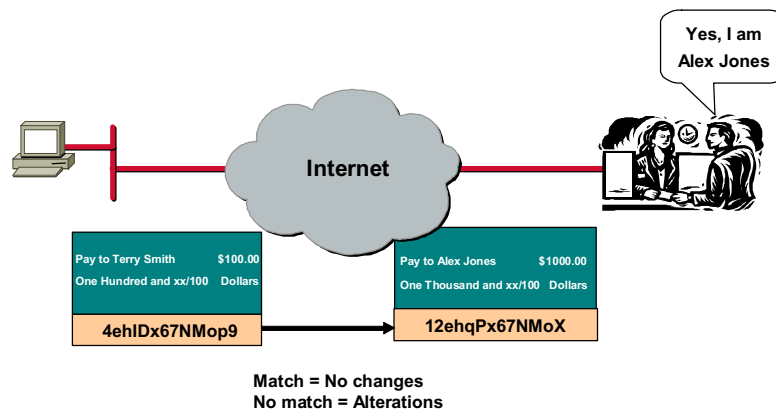 Yes, I am
Alex Jones
Internet
Pay to Terry Smith $100.00
One Hundred and xx/100 Dollars
4ehIDx67NMop9
Pay to Alex Jones $1000.00
One Thousand and xx/100 Dollars
12ehqPx67NMoX
Match = No changes
No match = Alterations